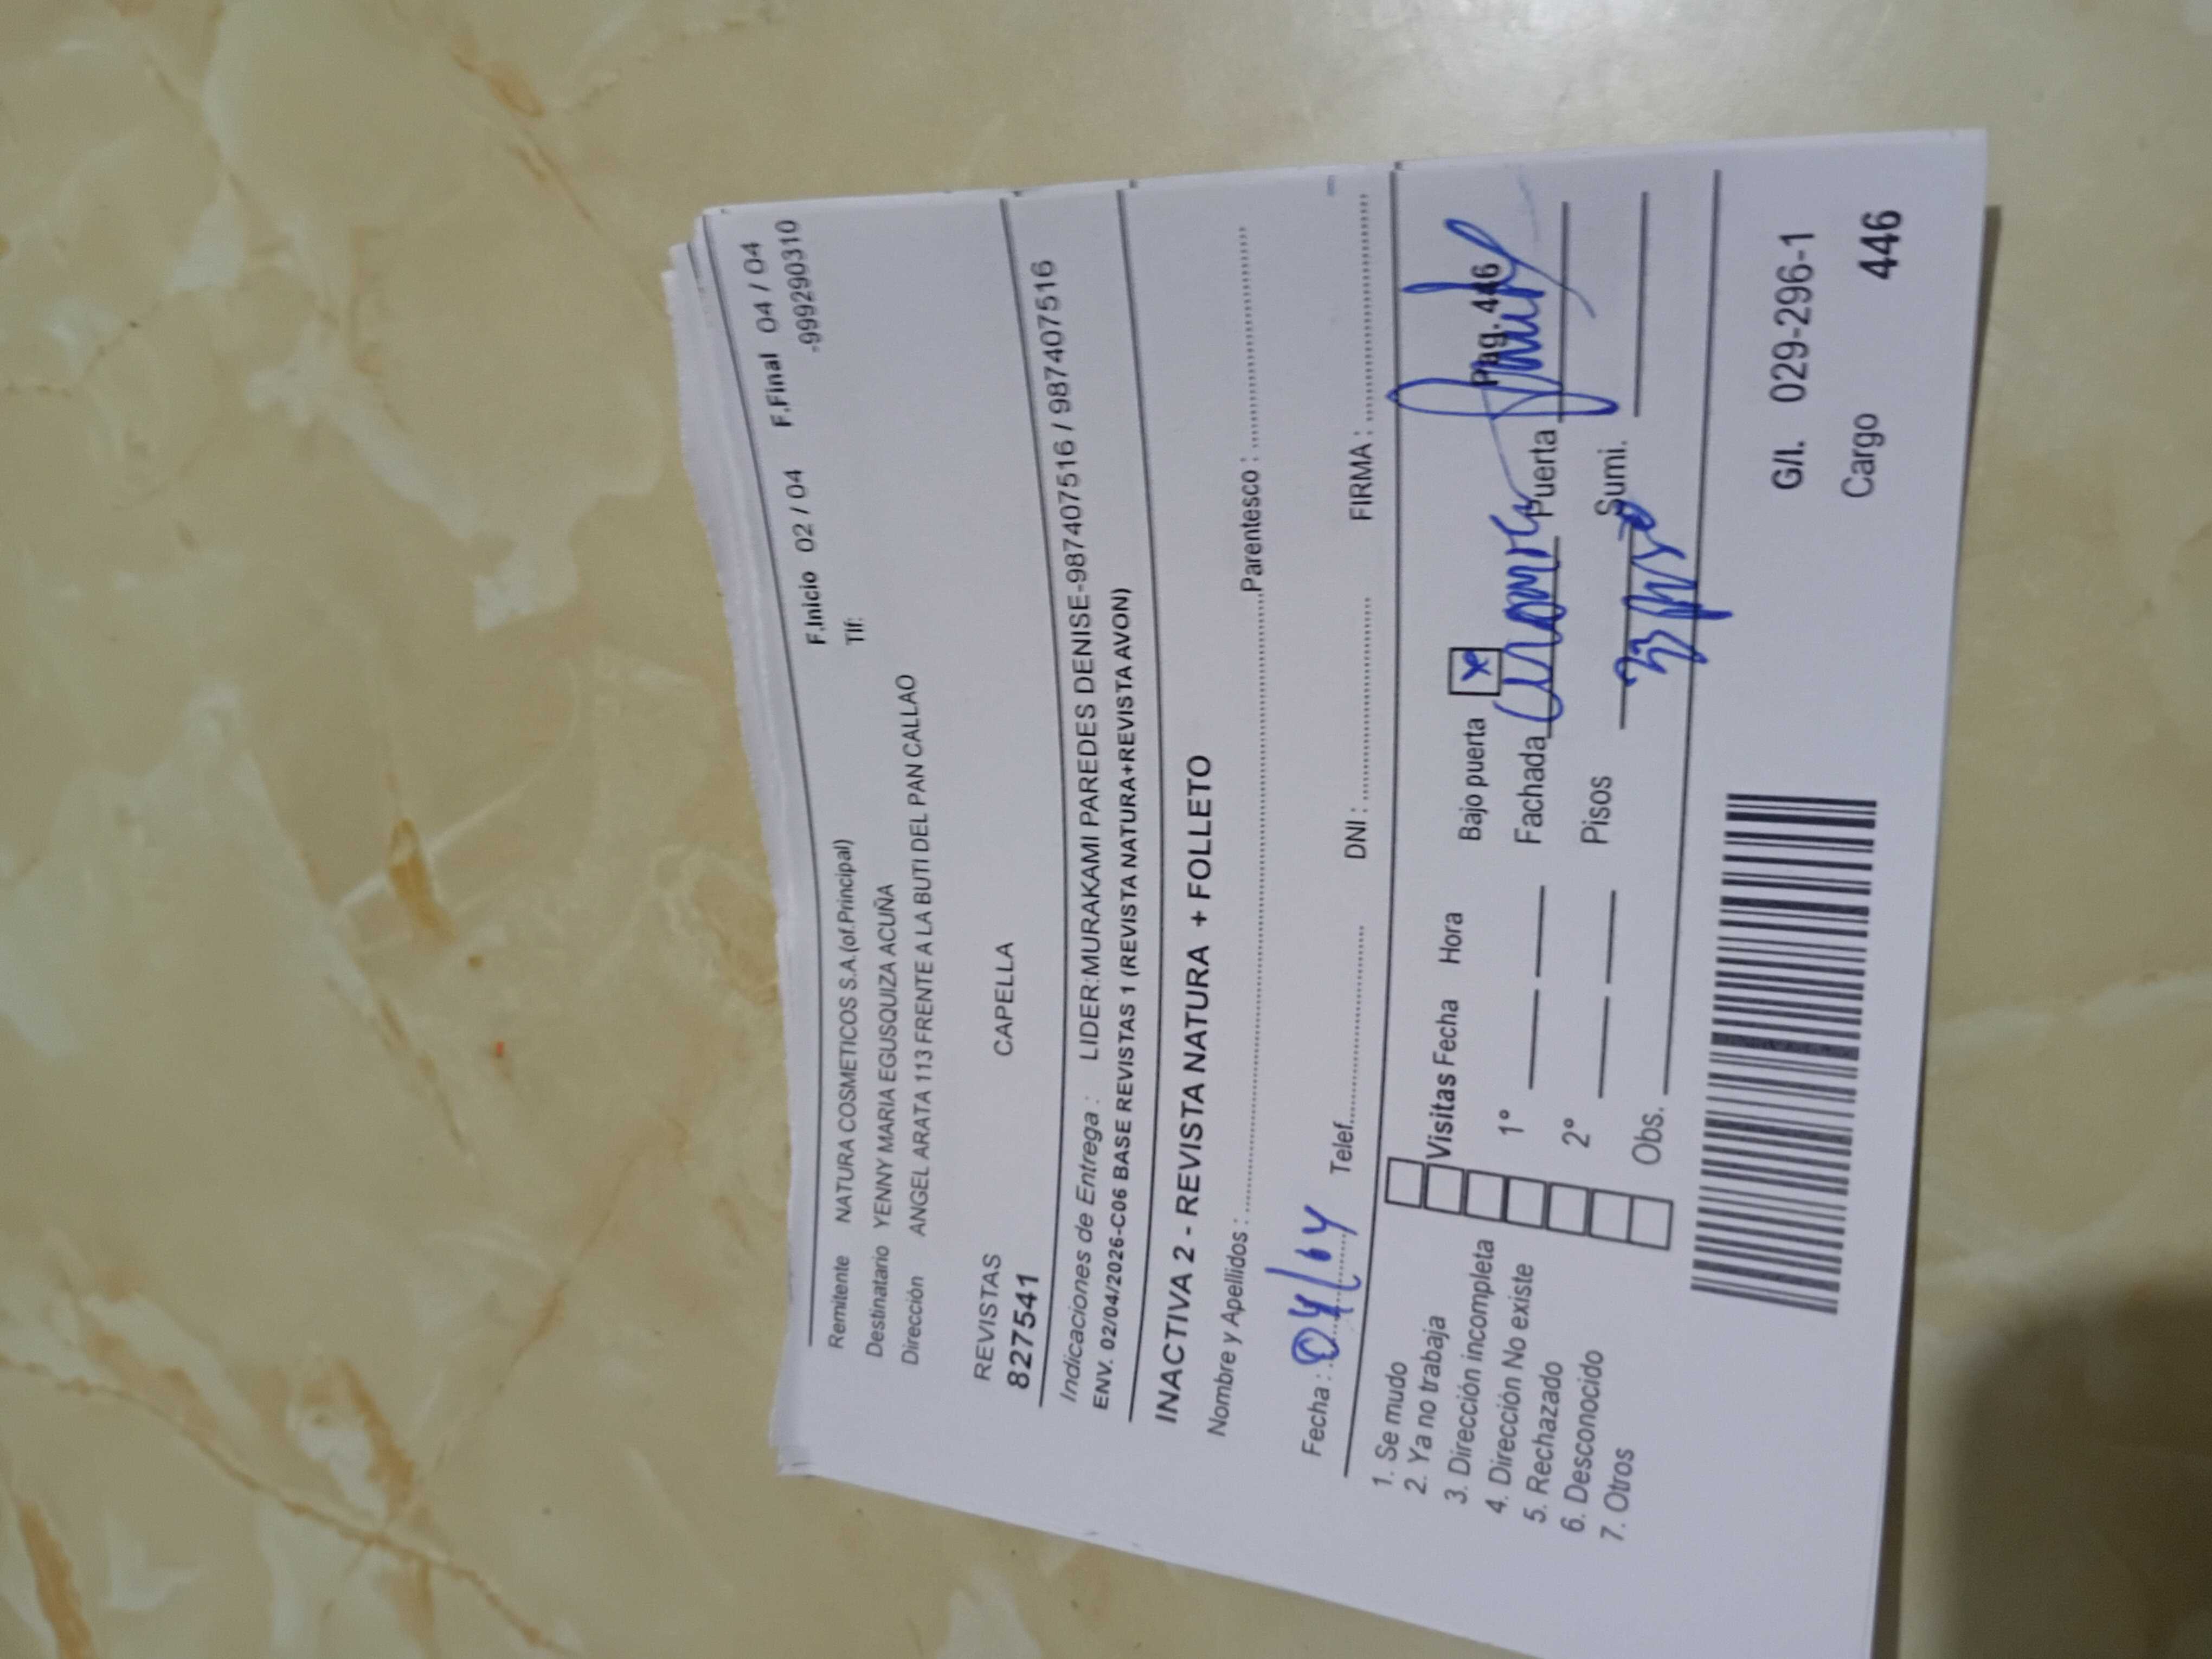 F.Inicio 02 / 04 F.Final 04 / 04
Remitente NATURA COSMETICOS S.A.(of.Principal) Tlf: -999290310
Destinatario YENNY MARIA EGUSQUIZA ACUÑA
Dirección ANGEL ARATA 113 FRENTE A LA BUTI DEL PAN CALLAO
REVISTAS CAPELLA
827541
Indicaciones de Entrega : LIDER:MURAKAMI PAREDES DENISE-987407516 / 987407516
ENV. 02/04/2026-C06 BASE REVISTAS 1 (REVISTA NATURA+REVISTA AVON)
INACTIVA 2 - REVISTA NATURA + FOLLETO
Nombre y Apellidos : Parentesco :
Fecha : 04/04 Telef. DNI : FIRMA :
1. Se mudo
2. Ya no trabaja
3. Dirección incompleta
4. Dirección No existe
5. Rechazado
6. Desconocido
7. Otros
Visitas Fecha Hora Bajo puerta x Pag. 446
1° Fachada Puerta
2° Pisos Sumi.
Obs.
G/I. 029-296-1
Cargo 446